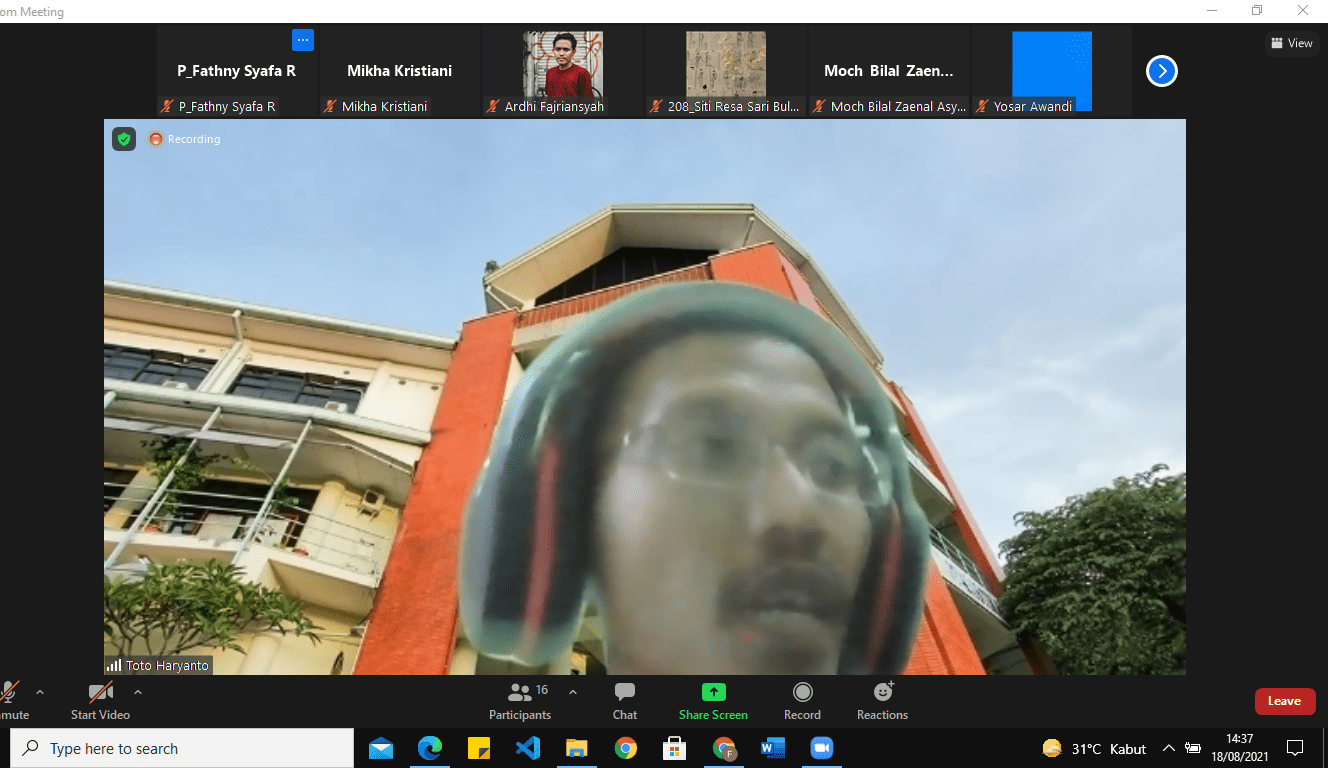 om Meeting
View
P_Fathny Syafa R
Mikha Kristiani
Moch Bilal Zaen...
P_Fathny Syafa R
Mikha Kristiani
Ardhi Fajriansyah
208_Siti Resa Sari Bul...
Moch Bilal Zaenal Asy...
Yosar Awandi
Recording
Toto Haryanto
mute
Start Video
16
Participants
Chat
Share Screen
Record
Reactions
Leave
Type here to search
F
W
31°C Kabut
14:37
18/08/2021